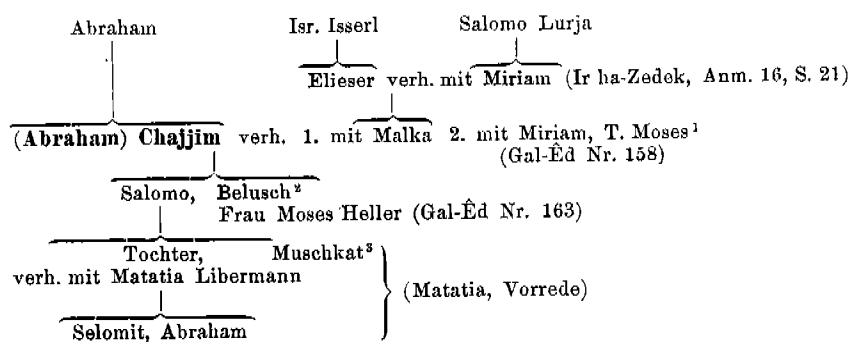 Abraham Isr. Isserl Salomo Lurja
Elieser verh. mit Miriam (Ir ha-Zedek, Anm. 16, S. 21)
(Abraham) Chajjim verh. 1. mit Malka 2. mit Miriam, T. Moses¹
(Gal-Êd Nr. 158)
Salomo, Belusch²
Frau Moses Heller (Gal-Êd Nr. 163)
Tochter, Muschkat³
verh. mit Matatia Libermann
(Matatia, Vorrede)
Selomit, Abraham